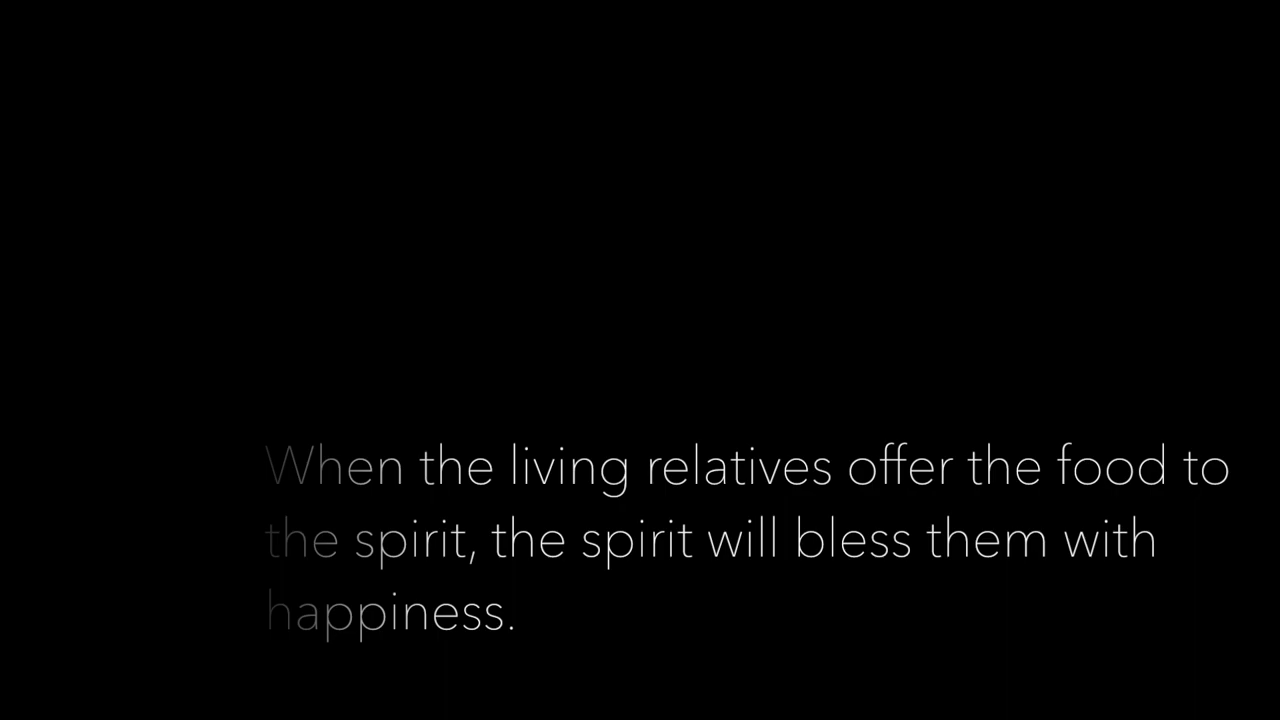 When the living relatives offer the food to
the spirit, the spirit will bless them with
happiness.